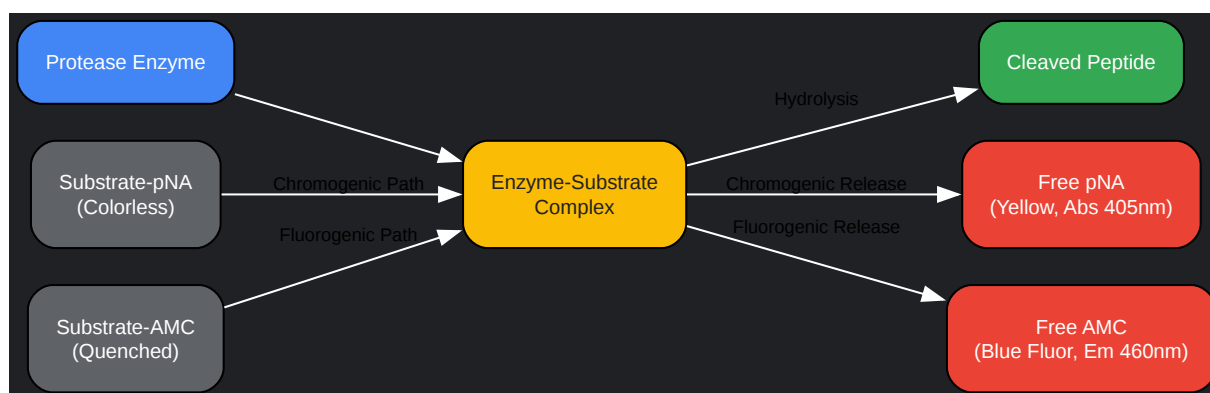 Protease Enzyme
Substrate-pNA
(Colorless)
Substrate-AMC
(Quenched)
Chromogenic Path
Fluorogenic Path
Enzyme-Substrate
Complex
Hydrolysis
Chromogenic Release
Fluorogenic Release
Cleaved Peptide
Free pNA
(Yellow, Abs 405nm)
Free AMC
(Blue Fluor, Em 460nm)